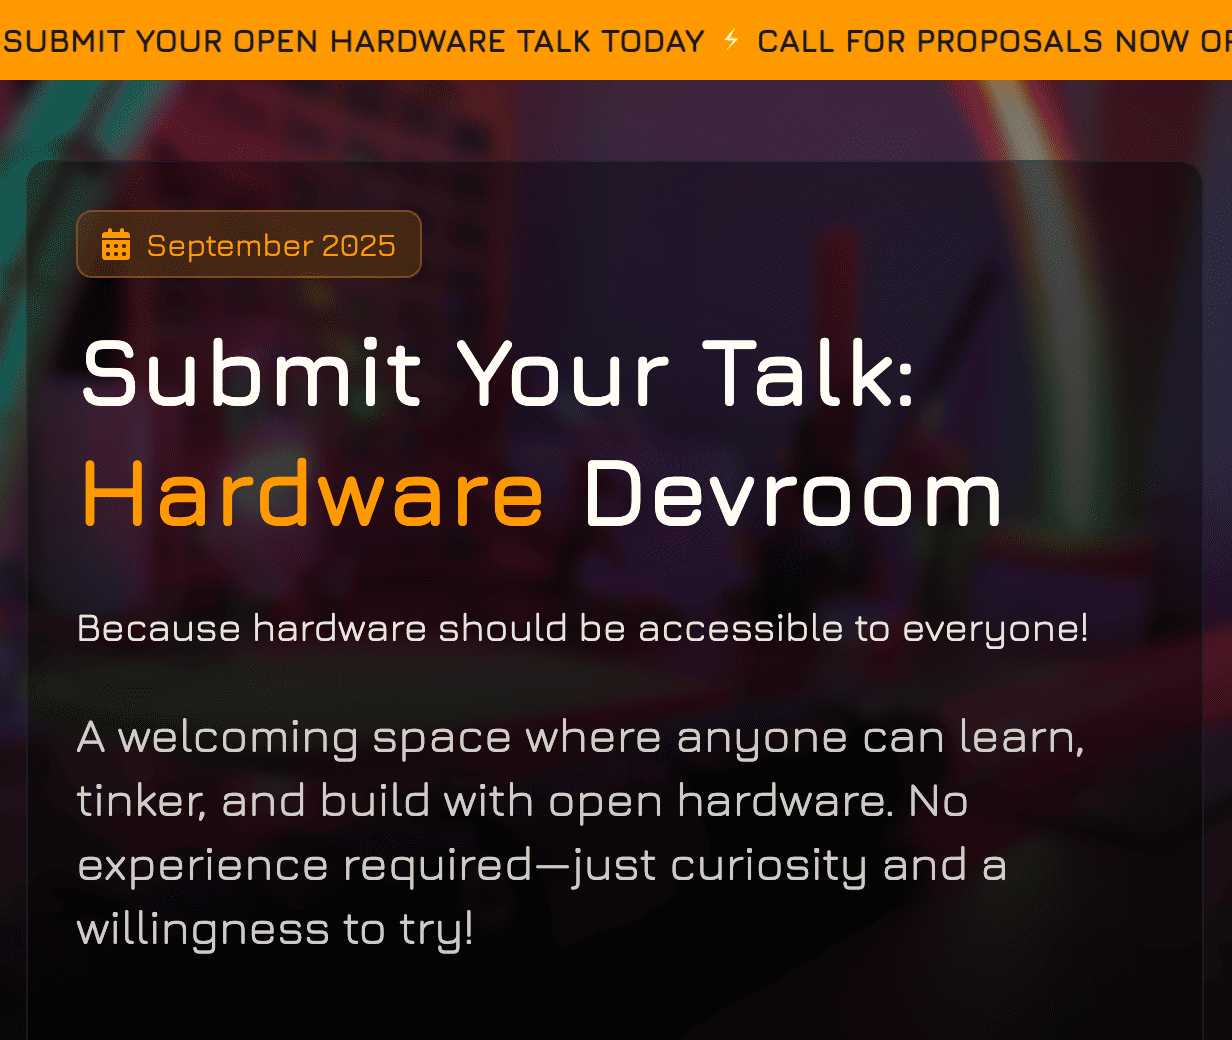 SUBMIT YOUR OPEN HARDWARE TALK TODAY ⚡ CALL FOR PROPOSALS NOW
September 2025
Submit Your Talk:
Hardware Devroom
Because hardware should be accessible to everyone!
A welcoming space where anyone can learn,
tinker, and build with open hardware. No
experience required—just curiosity and a
willingness to try!